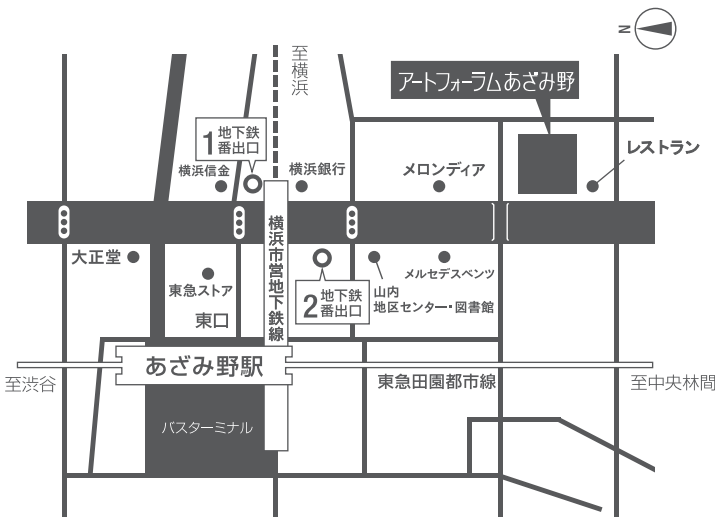 N
至横浜
アートフォーラムあざみ野
1 地下鉄
番出口
横浜信金
横浜銀行
メロンディア
レストラン
横浜市営地下鉄線
大正堂
東急ストア
東口
2 地下鉄
番出口
山内
地区センター・図書館
メルセデスベンツ
あざみ野駅
至渋谷
東急田園都市線
至中央林間
バスターミナル